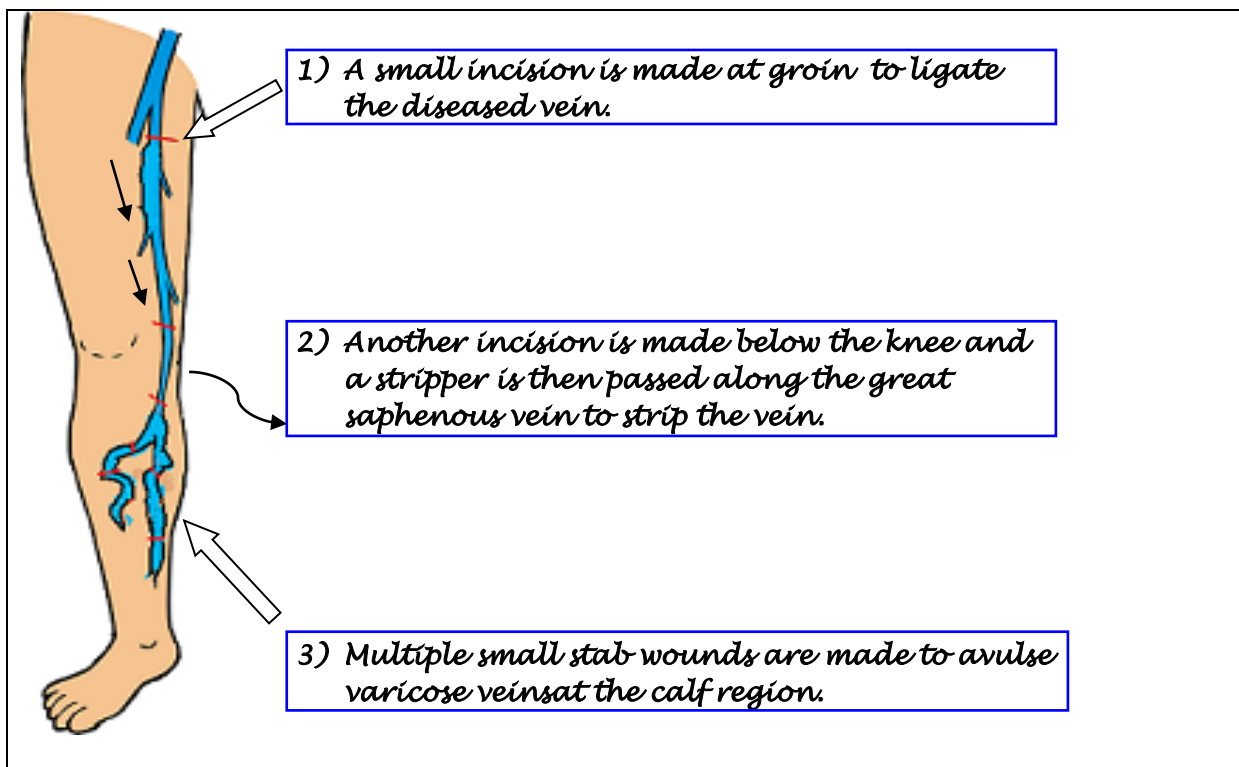 1) A small incision is made at groin to ligate
the diseased vein.
2) Another incision is made below the knee and
a stripper is then passed along the great
saphenous vein to strip the vein.
3) Multiple small stab wounds are made to avulse
varicose veinsat the calf region.